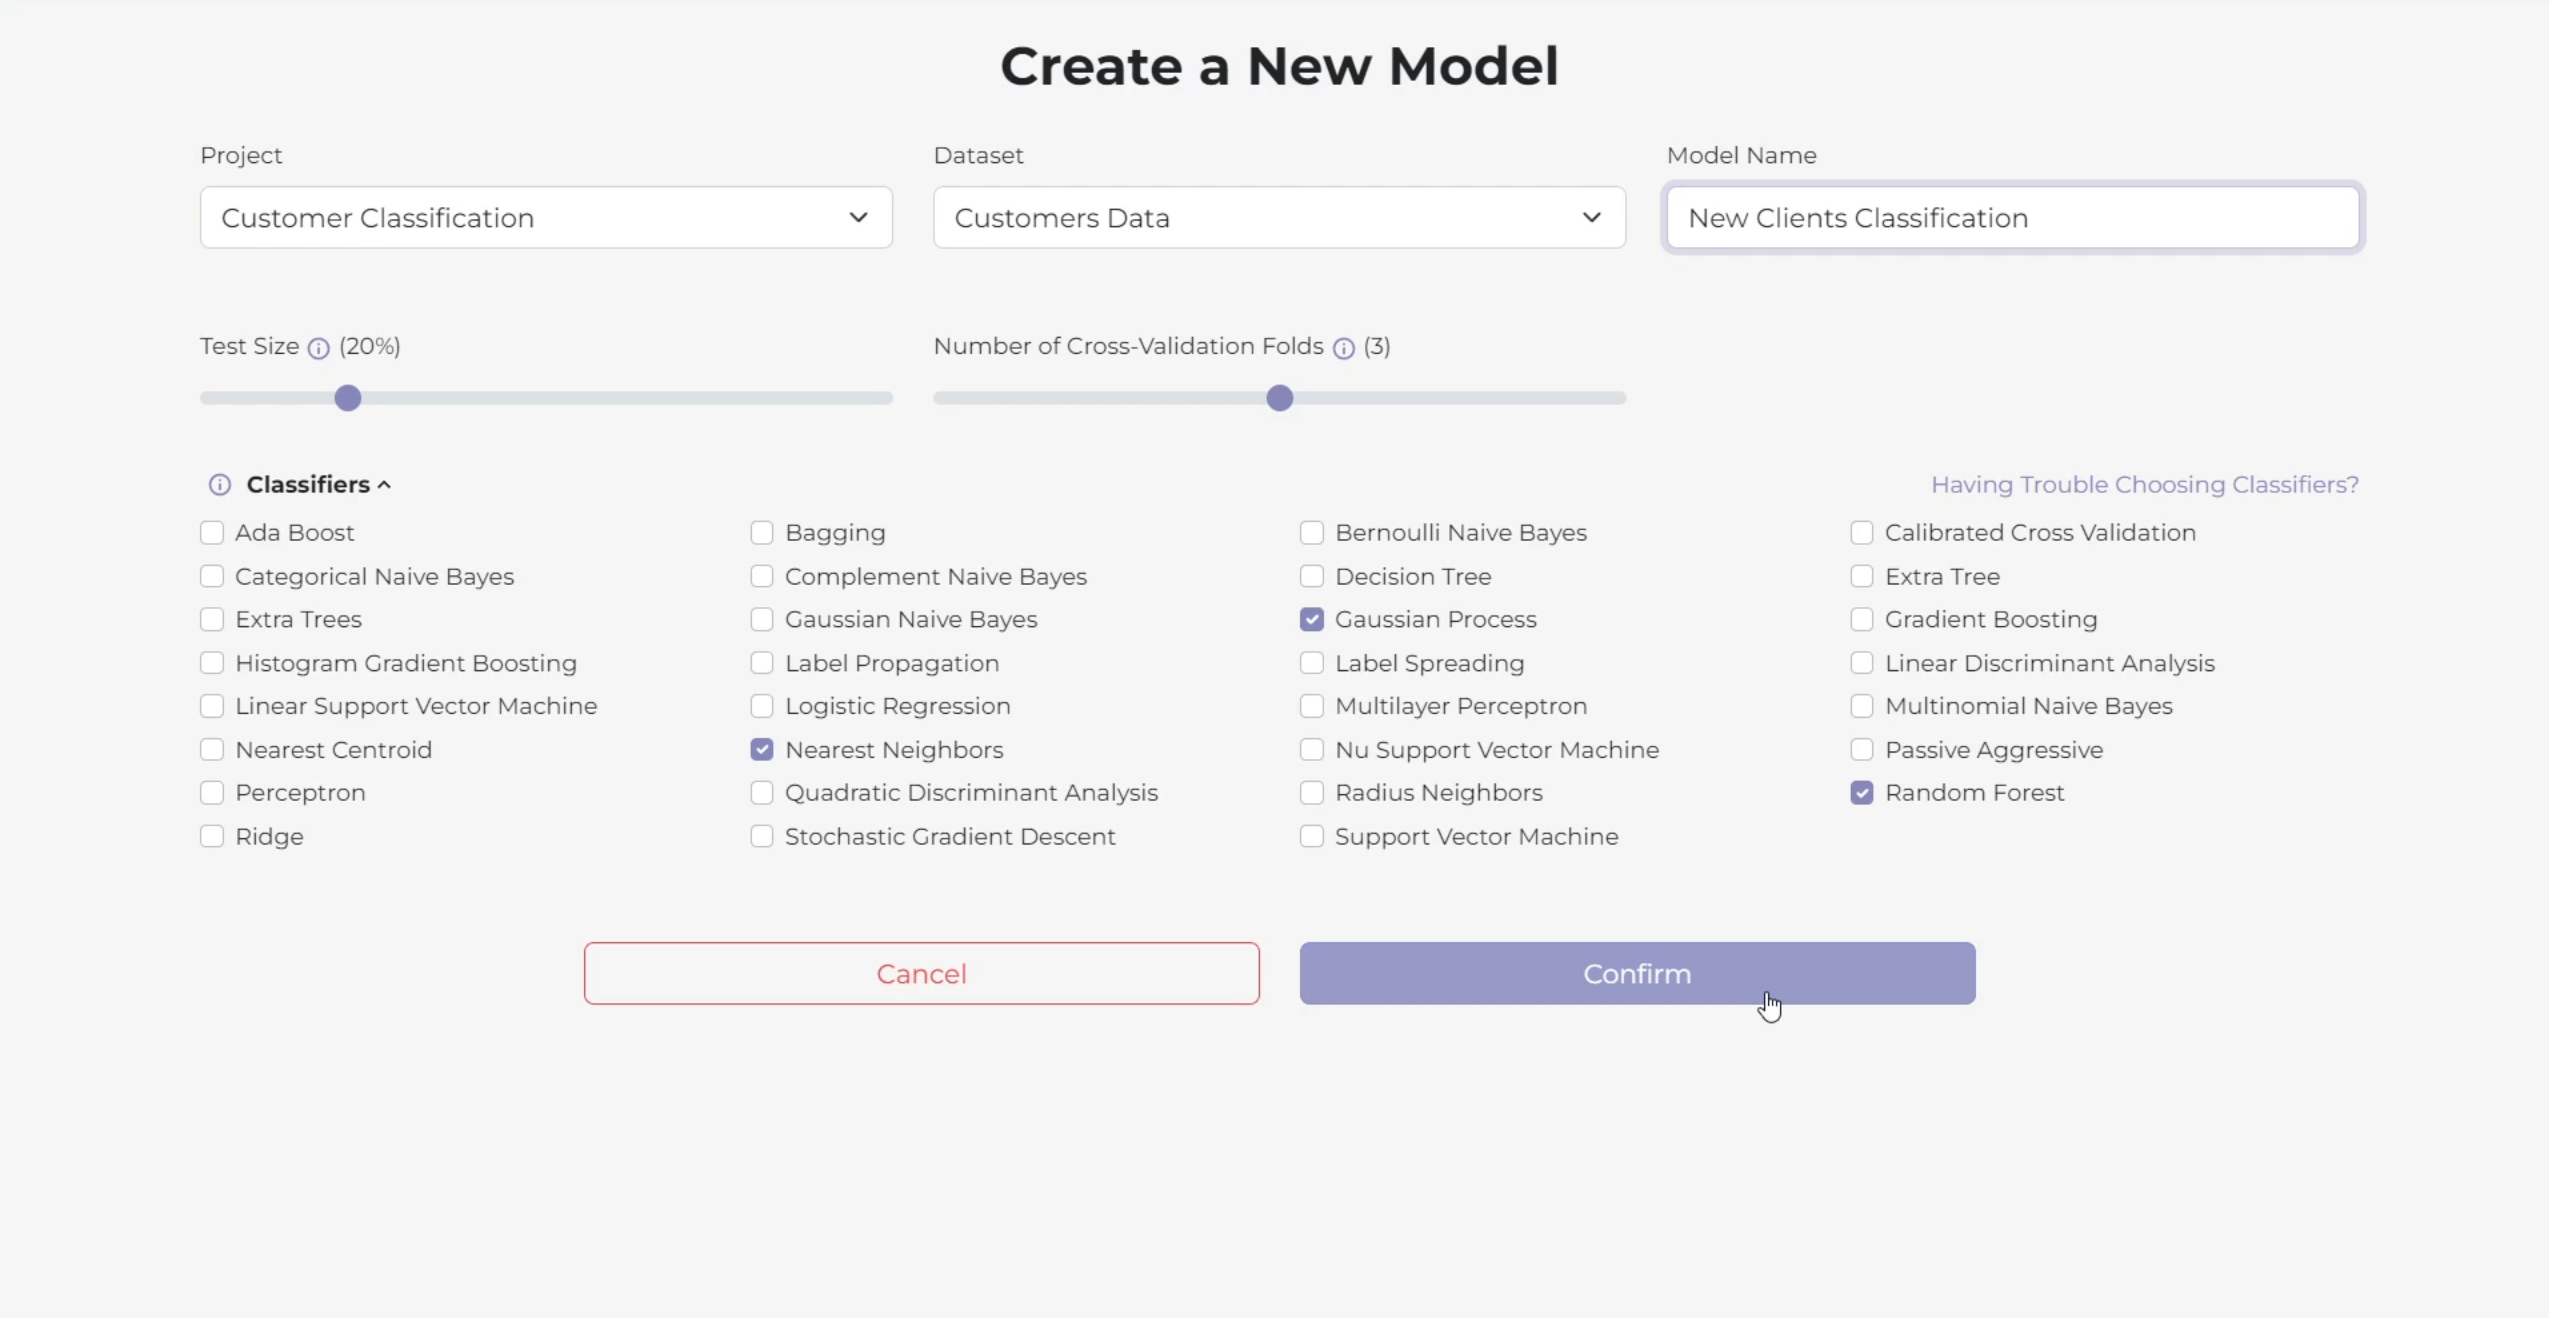 Create a New Model
Project
Dataset
Model Name
Customer Classification
Customers Data
New Clients Classification
Test Size (20%)
Number of Cross-Validation Folds (3)
Classifiers
Having Trouble Choosing Classifiers?
Ada Boost
Bagging
Bernoulli Naive Bayes
Calibrated Cross Validation
Categorical Naive Bayes
Complement Naive Bayes
Decision Tree
Extra Tree
Extra Trees
Gaussian Naive Bayes
Gaussian Process
Gradient Boosting
Histogram Gradient Boosting
Label Propagation
Label Spreading
Linear Discriminant Analysis
Linear Support Vector Machine
Logistic Regression
Multilayer Perceptron
Multinomial Naive Bayes
Nearest Centroid
Nearest Neighbors
Nu Support Vector Machine
Passive Aggressive
Perceptron
Quadratic Discriminant Analysis
Radius Neighbors
Random Forest
Ridge
Stochastic Gradient Descent
Support Vector Machine
Cancel
Confirm